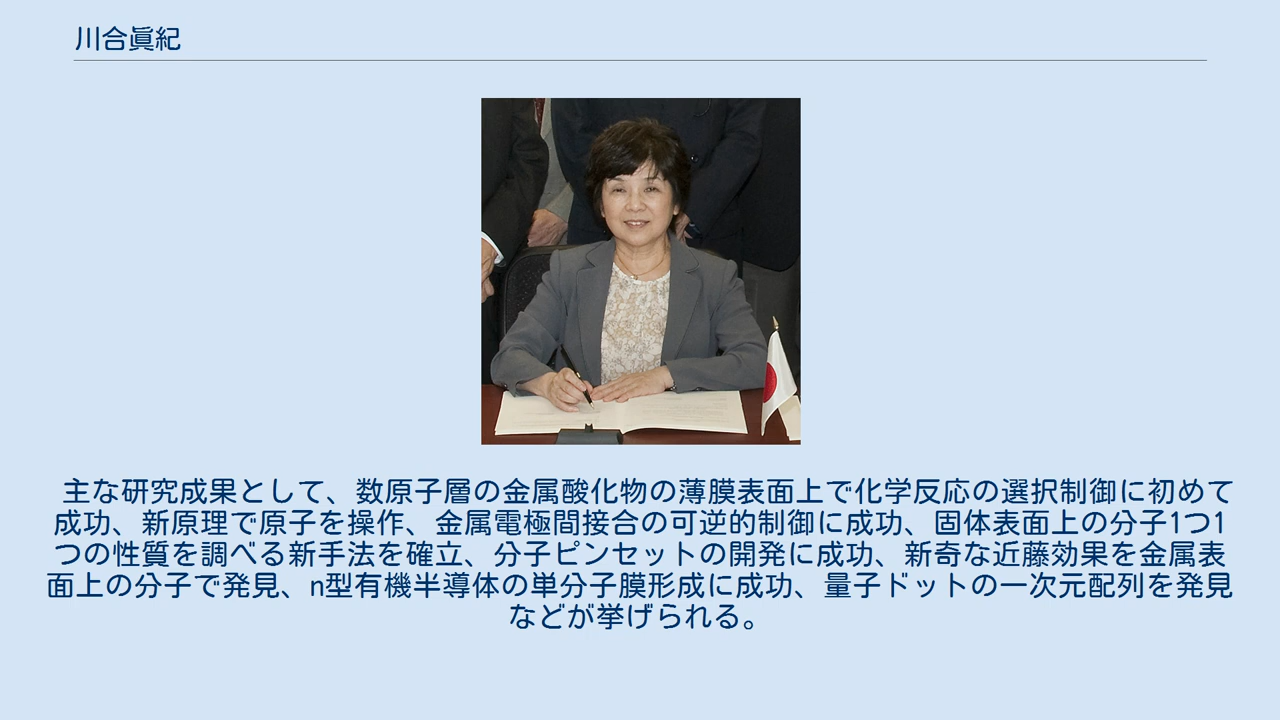 川合眞紀
主な研究成果として、数原子層の金属酸化物の薄膜表面上で化学反応の選択制御に初めて
成功、新原理で原子を操作、金属電極間接合の可逆的制御に成功、固体表面上の分子1つ1
つの性質を調べる新手法を確立、分子ピンセットの開発に成功、新奇な近藤効果を金属表
面上の分子で発見、n型有機半導体の単分子膜形成に成功、量子ドットの一次元配列を発見
などが挙げられる。